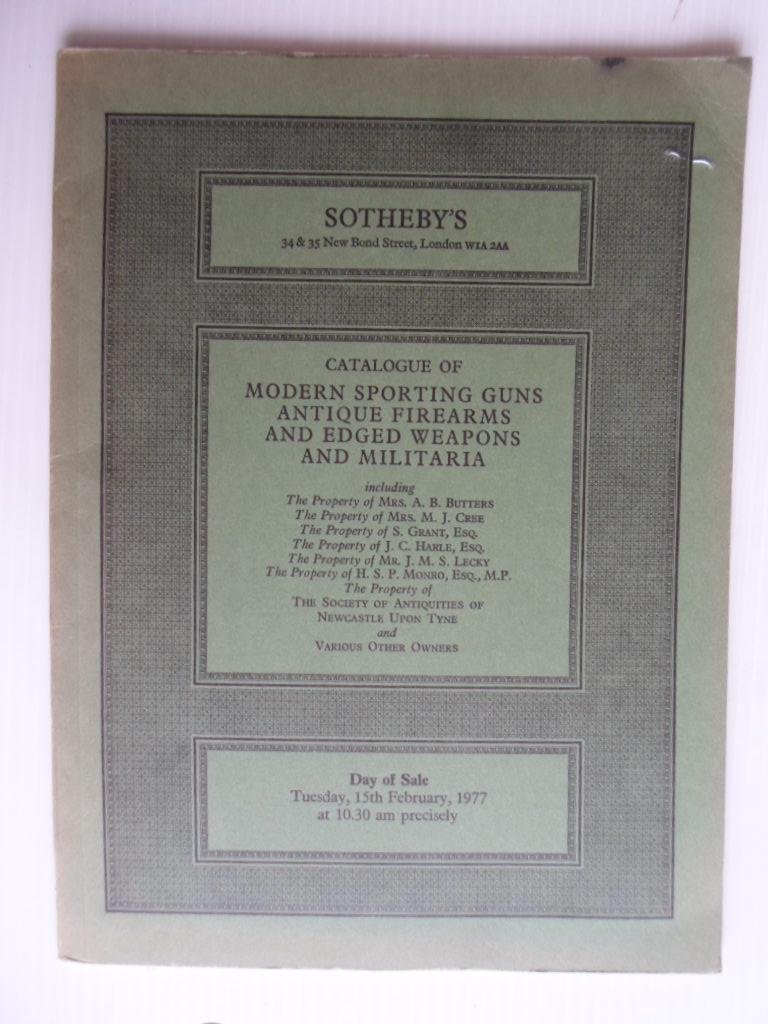 SOTHEBY'S
34 & 35 New Bond Street, London W1A 2AA
CATALOGUE OF
MODERN SPORTING GUNS
ANTIQUE FIREARMS
AND EDGED WEAPONS
AND MILITARIA
including
The Property of MRS. A. B. BUTTERS
The Property of MRS. M. J. CREE
The Property of S. GRANT, ESQ.
The Property of J. C. HARLE, ESQ.
The Property of MR. J. M. S. LECKY
The Property of H. S. P. MONRO, ESQ., M.P.
The Property of
THE SOCIETY OF ANTIQUITIES OF
NEWCASTLE UPON TYNE
and
VARIOUS OTHER OWNERS
Day of Sale
Tuesday, 15th February, 1977
at 10.30 am precisely